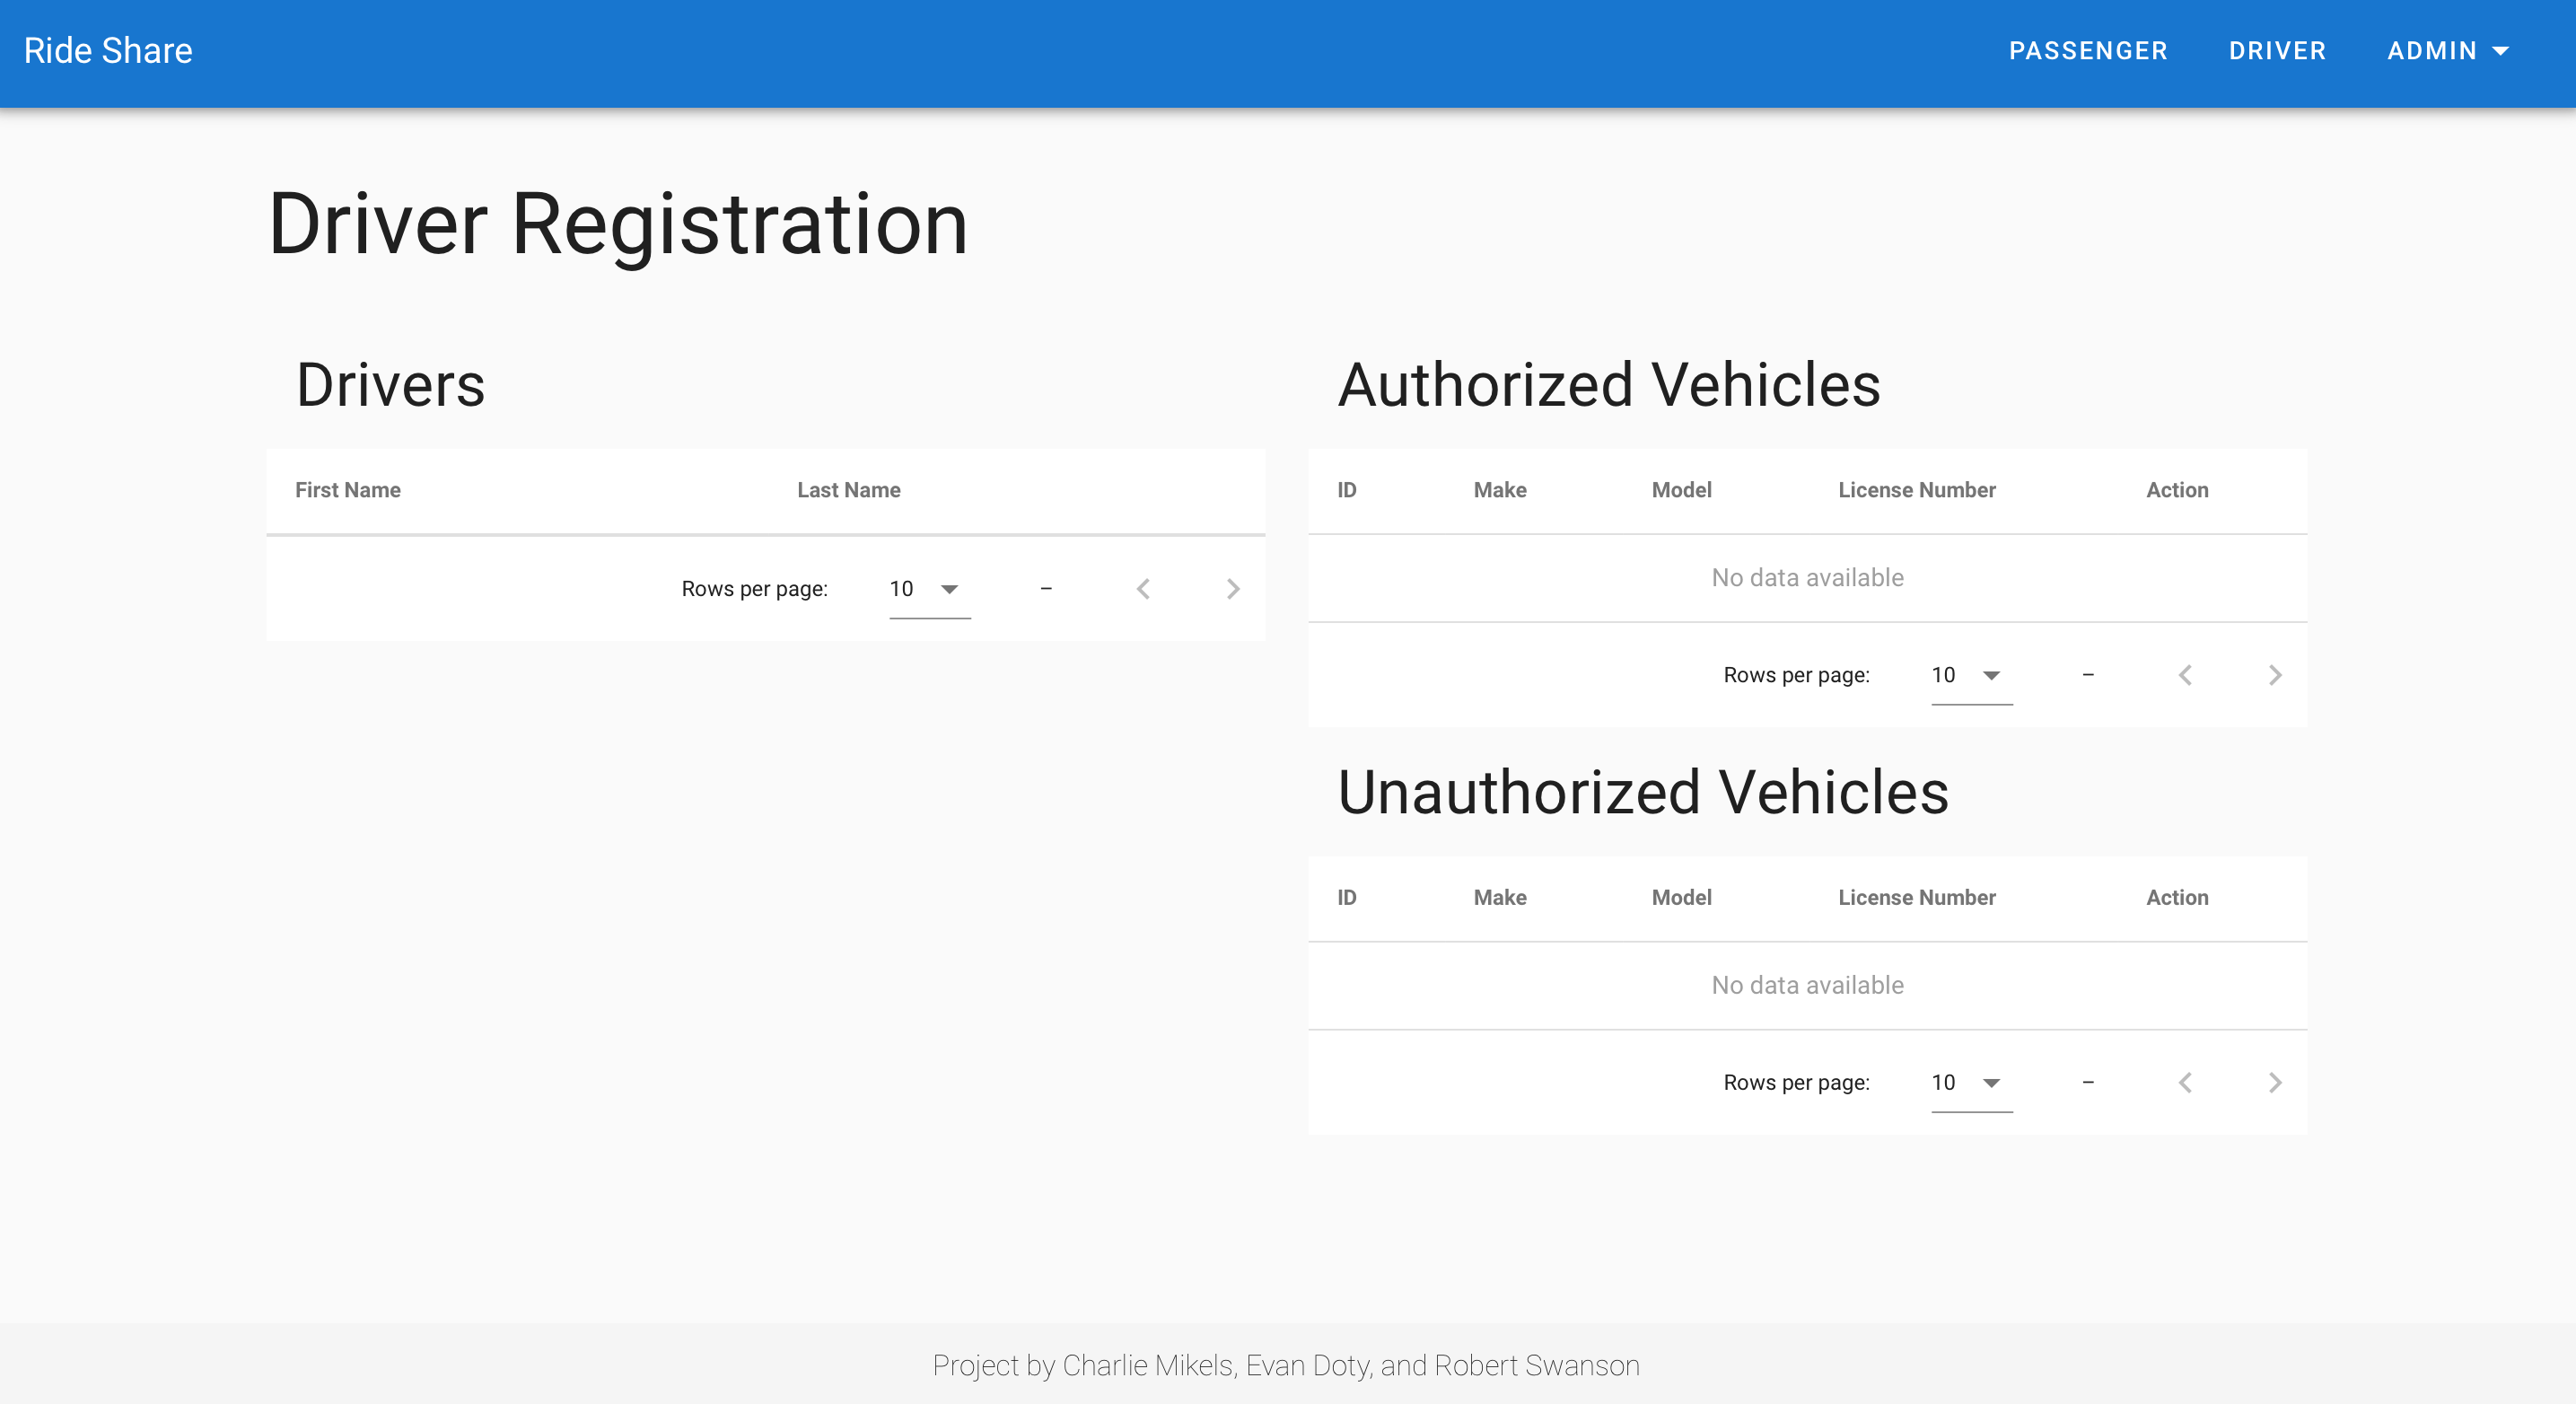 Ride Share
PASSENGER DRIVER ADMIN
Driver Registration
Drivers
First Name Last Name
Rows per page: 10 –
Authorized Vehicles
ID Make Model License Number Action
No data available
Rows per page: 10 –
Unauthorized Vehicles
ID Make Model License Number Action
No data available
Rows per page: 10 –
Project by Charlie Mikels, Evan Doty, and Robert Swanson